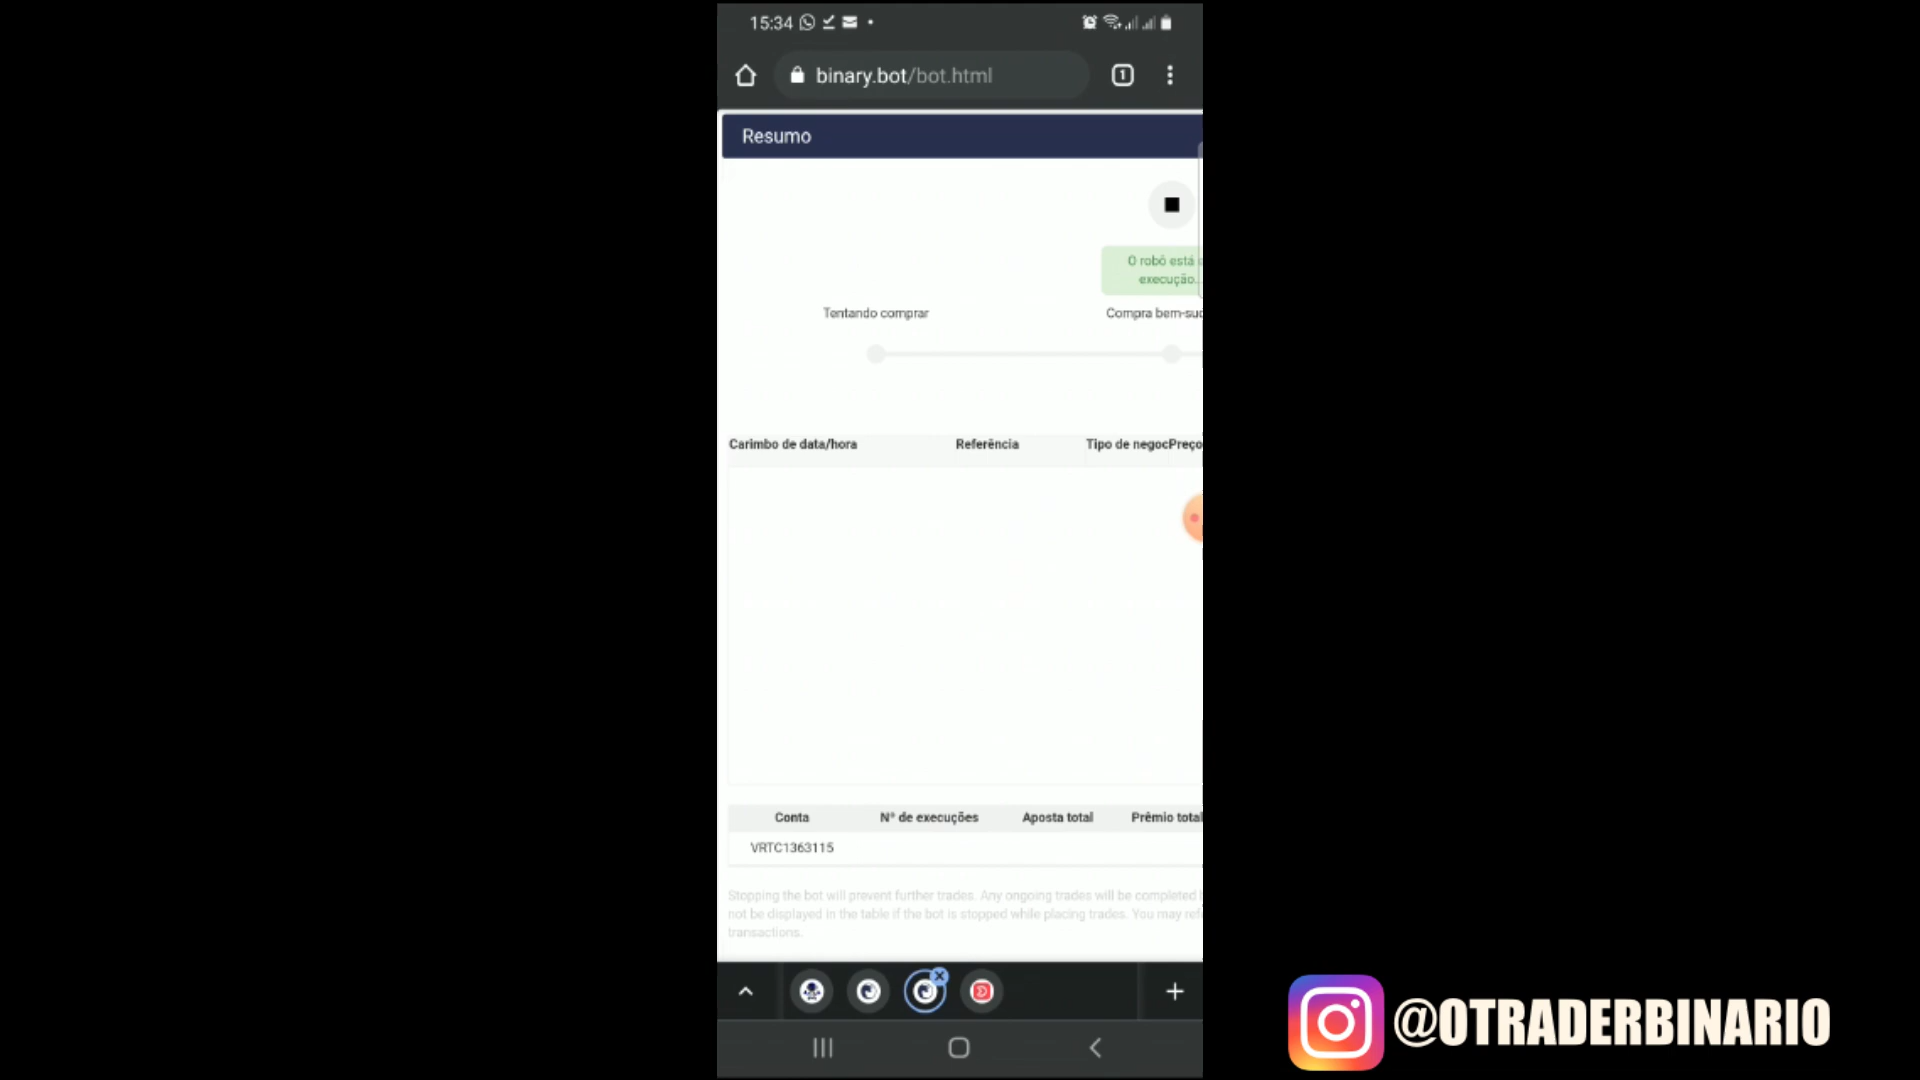 15:34
binary.bot/bot.html
1
Resumo
O robô está
execução.
Tentando comprar
Compra bem-suc
Carimbo de data/hora Referência Tipo de negocPreço
Conta Nº de execuções Aposta total Prêmio total
VRTC1363115
Stopping the bot will prevent further trades. Any ongoing trades will be completed
not be displayed in the table if the bot is stopped while placing trades. You may ref
transactions.
@OTRADERBINARIO